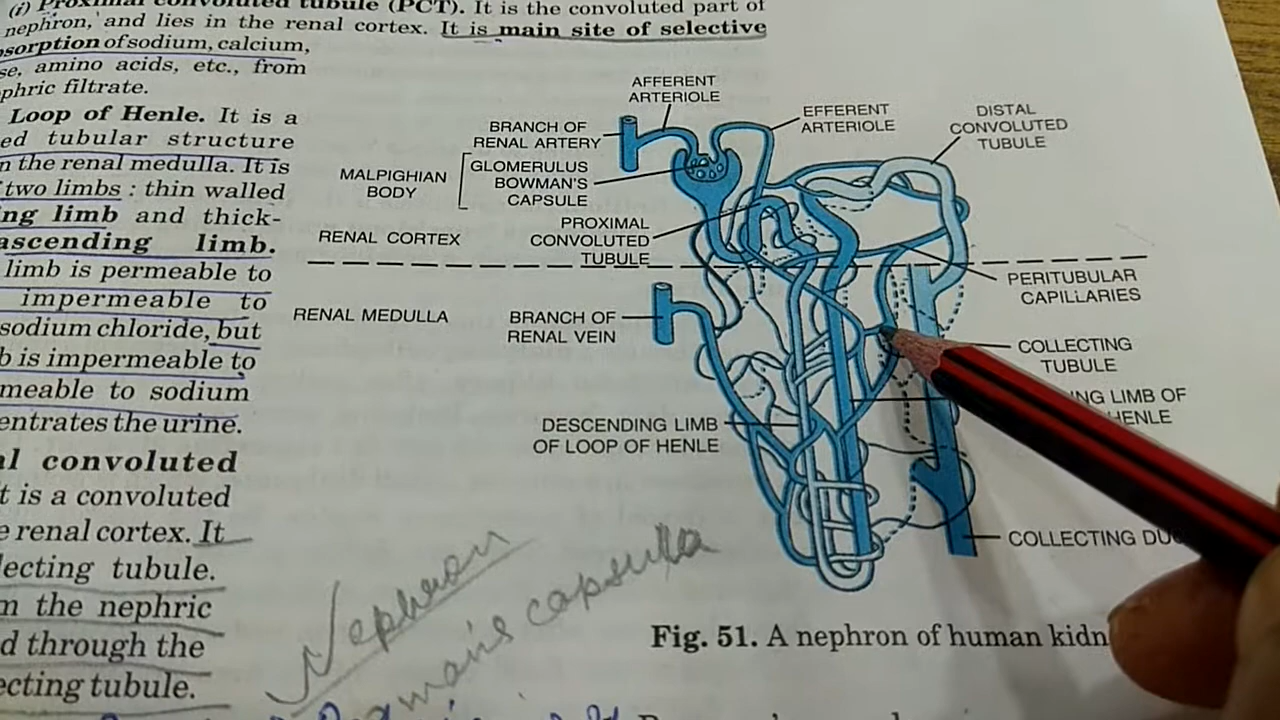 (i) Proximal convoluted tubule (PCT). It is the convoluted part of
nephron, and lies in the renal cortex. It is main site of selective
sorption of sodium, calcium,
se, amino acids, etc., from
phric filtrate.
Loop of Henle. It is a
ed tubular structure
n the renal medulla. It is
two limbs : thin walled
ing limb and thick-
ascending limb.
limb is permeable to
impermeable to
sodium chloride, but
b is impermeable to
meable to sodium
entrates the urine.
al convoluted
t is a convoluted
e renal cortex. It
lecting tubule.
m the nephric
d through the
ecting tubule.
AFFERENT
ARTERIOLE
BRANCH OF
RENAL ARTERY
EFFERENT
ARTERIOLE
DISTAL
CONVOLUTED
TUBULE
MALPIGHIAN
BODY
GLOMERULUS
BOWMAN'S
CAPSULE
RENAL CORTEX
PROXIMAL
CONVOLUTED
TUBULE
PERITUBULAR
CAPILLARIES
RENAL MEDULLA
BRANCH OF
RENAL VEIN
COLLECTING
TUBULE
NG LIMB OF
HENLE
DESCENDING LIMB
OF LOOP OF HENLE
COLLECTING DU
Nephron
capsula
Fig. 51. A nephron of human kidn